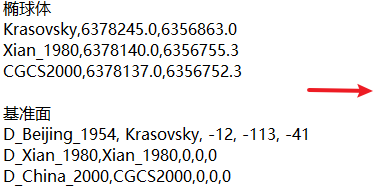 椭球体
Krasovsky,6378245.0,6356863.0
Xian_1980,6378140.0,6356755.3
CGCS2000,6378137.0,6356752.3
基准面
D_Beijing_1954, Krasovsky, -12, -113, -41
D_Xian_1980,Xian_1980,0,0,0
D_China_2000,CGCS2000,0,0,0